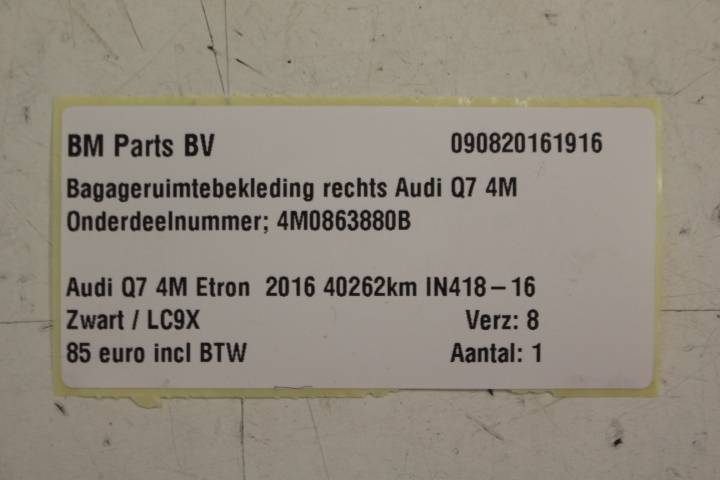 BM Parts BV 090820161916
Bagageruimtebekleding rechts Audi Q7 4M
Onderdeelnummer; 4M0863880B
Audi Q7 4M Etron 2016 40262km IN418-16
Zwart / LC9X Verz: 8
85 euro incl BTW Aantal: 1